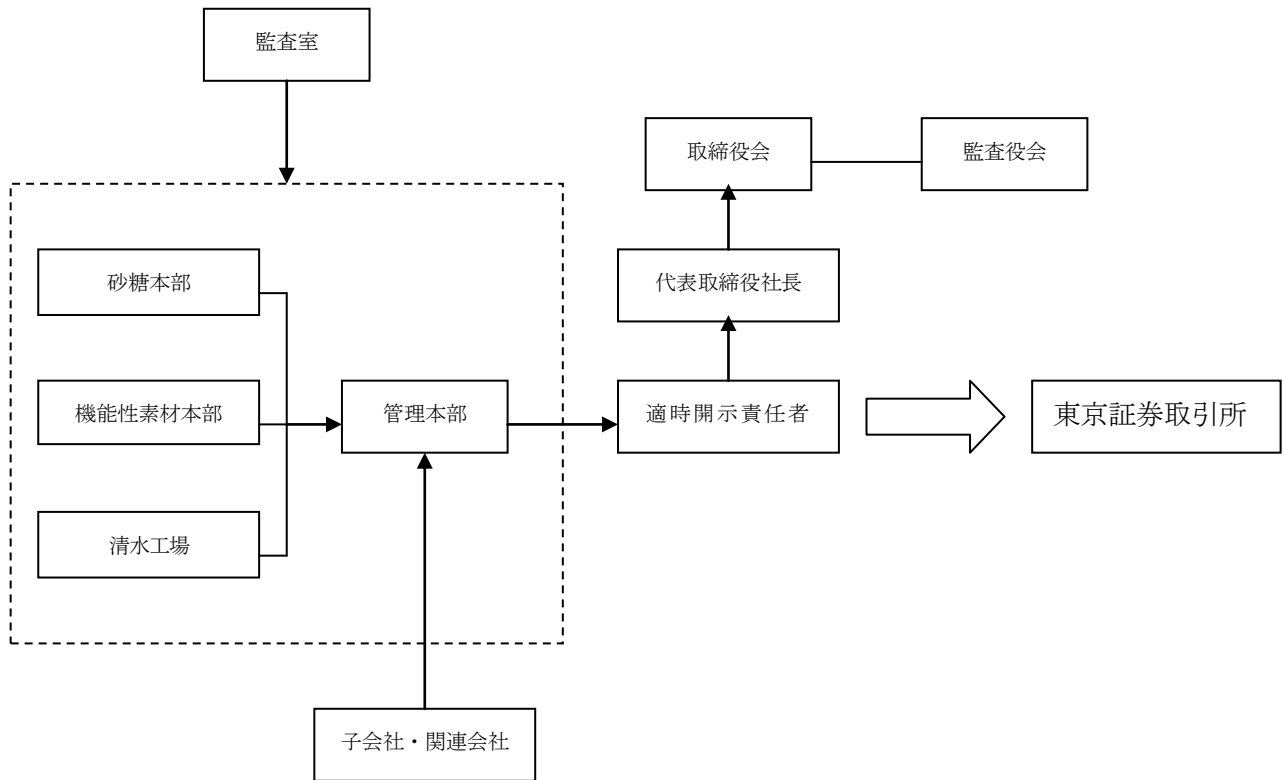 監査室
取締役会
監査役会
砂糖本部
代表取締役社長
機能性素材本部
管理本部
適時開示責任者
東京証券取引所
清水工場
子会社・関連会社